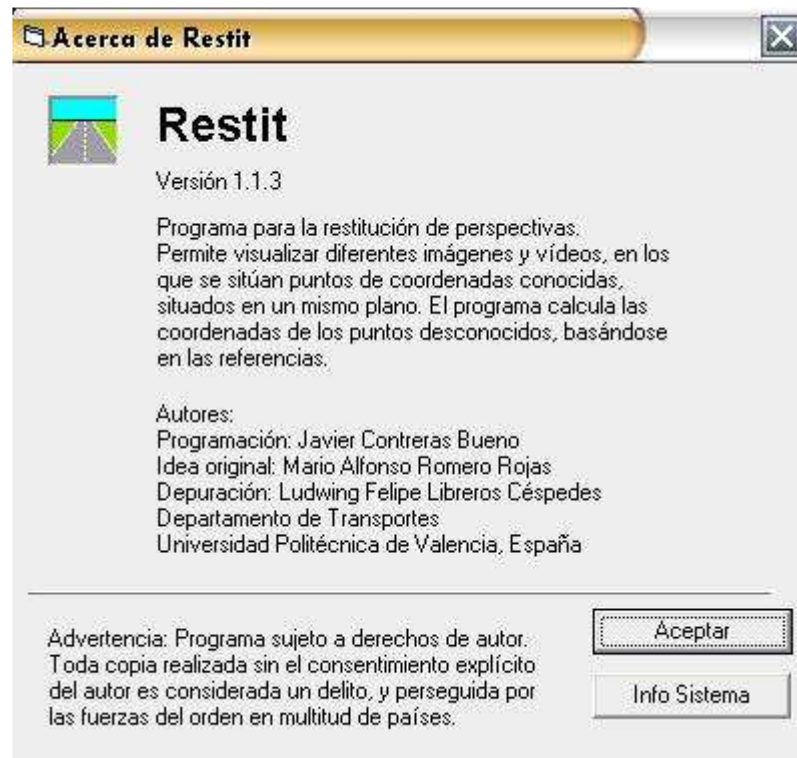 Acerca de Restit
Restit
Versión 1.1.3
Programa para la restitución de perspectivas.
Permite visualizar diferentes imágenes y vídeos, en los
que se sitúan puntos de coordenadas conocidas,
situados en un mismo plano. El programa calcula las
coordenadas de los puntos desconocidos, basándose
en las referencias.
Autores:
Programación: Javier Contreras Bueno
Idea original: Mario Alfonso Romero Rojas
Depuración: Ludwing Felipe Libreros Céspedes
Departamento de Transportes
Universidad Politécnica de Valencia, España
Advertencia: Programa sujeto a derechos de autor.
Toda copia realizada sin el consentimiento explícito
del autor es considerada un delito, y perseguida por
las fuerzas del orden en multitud de países.
Aceptar
Info Sistema